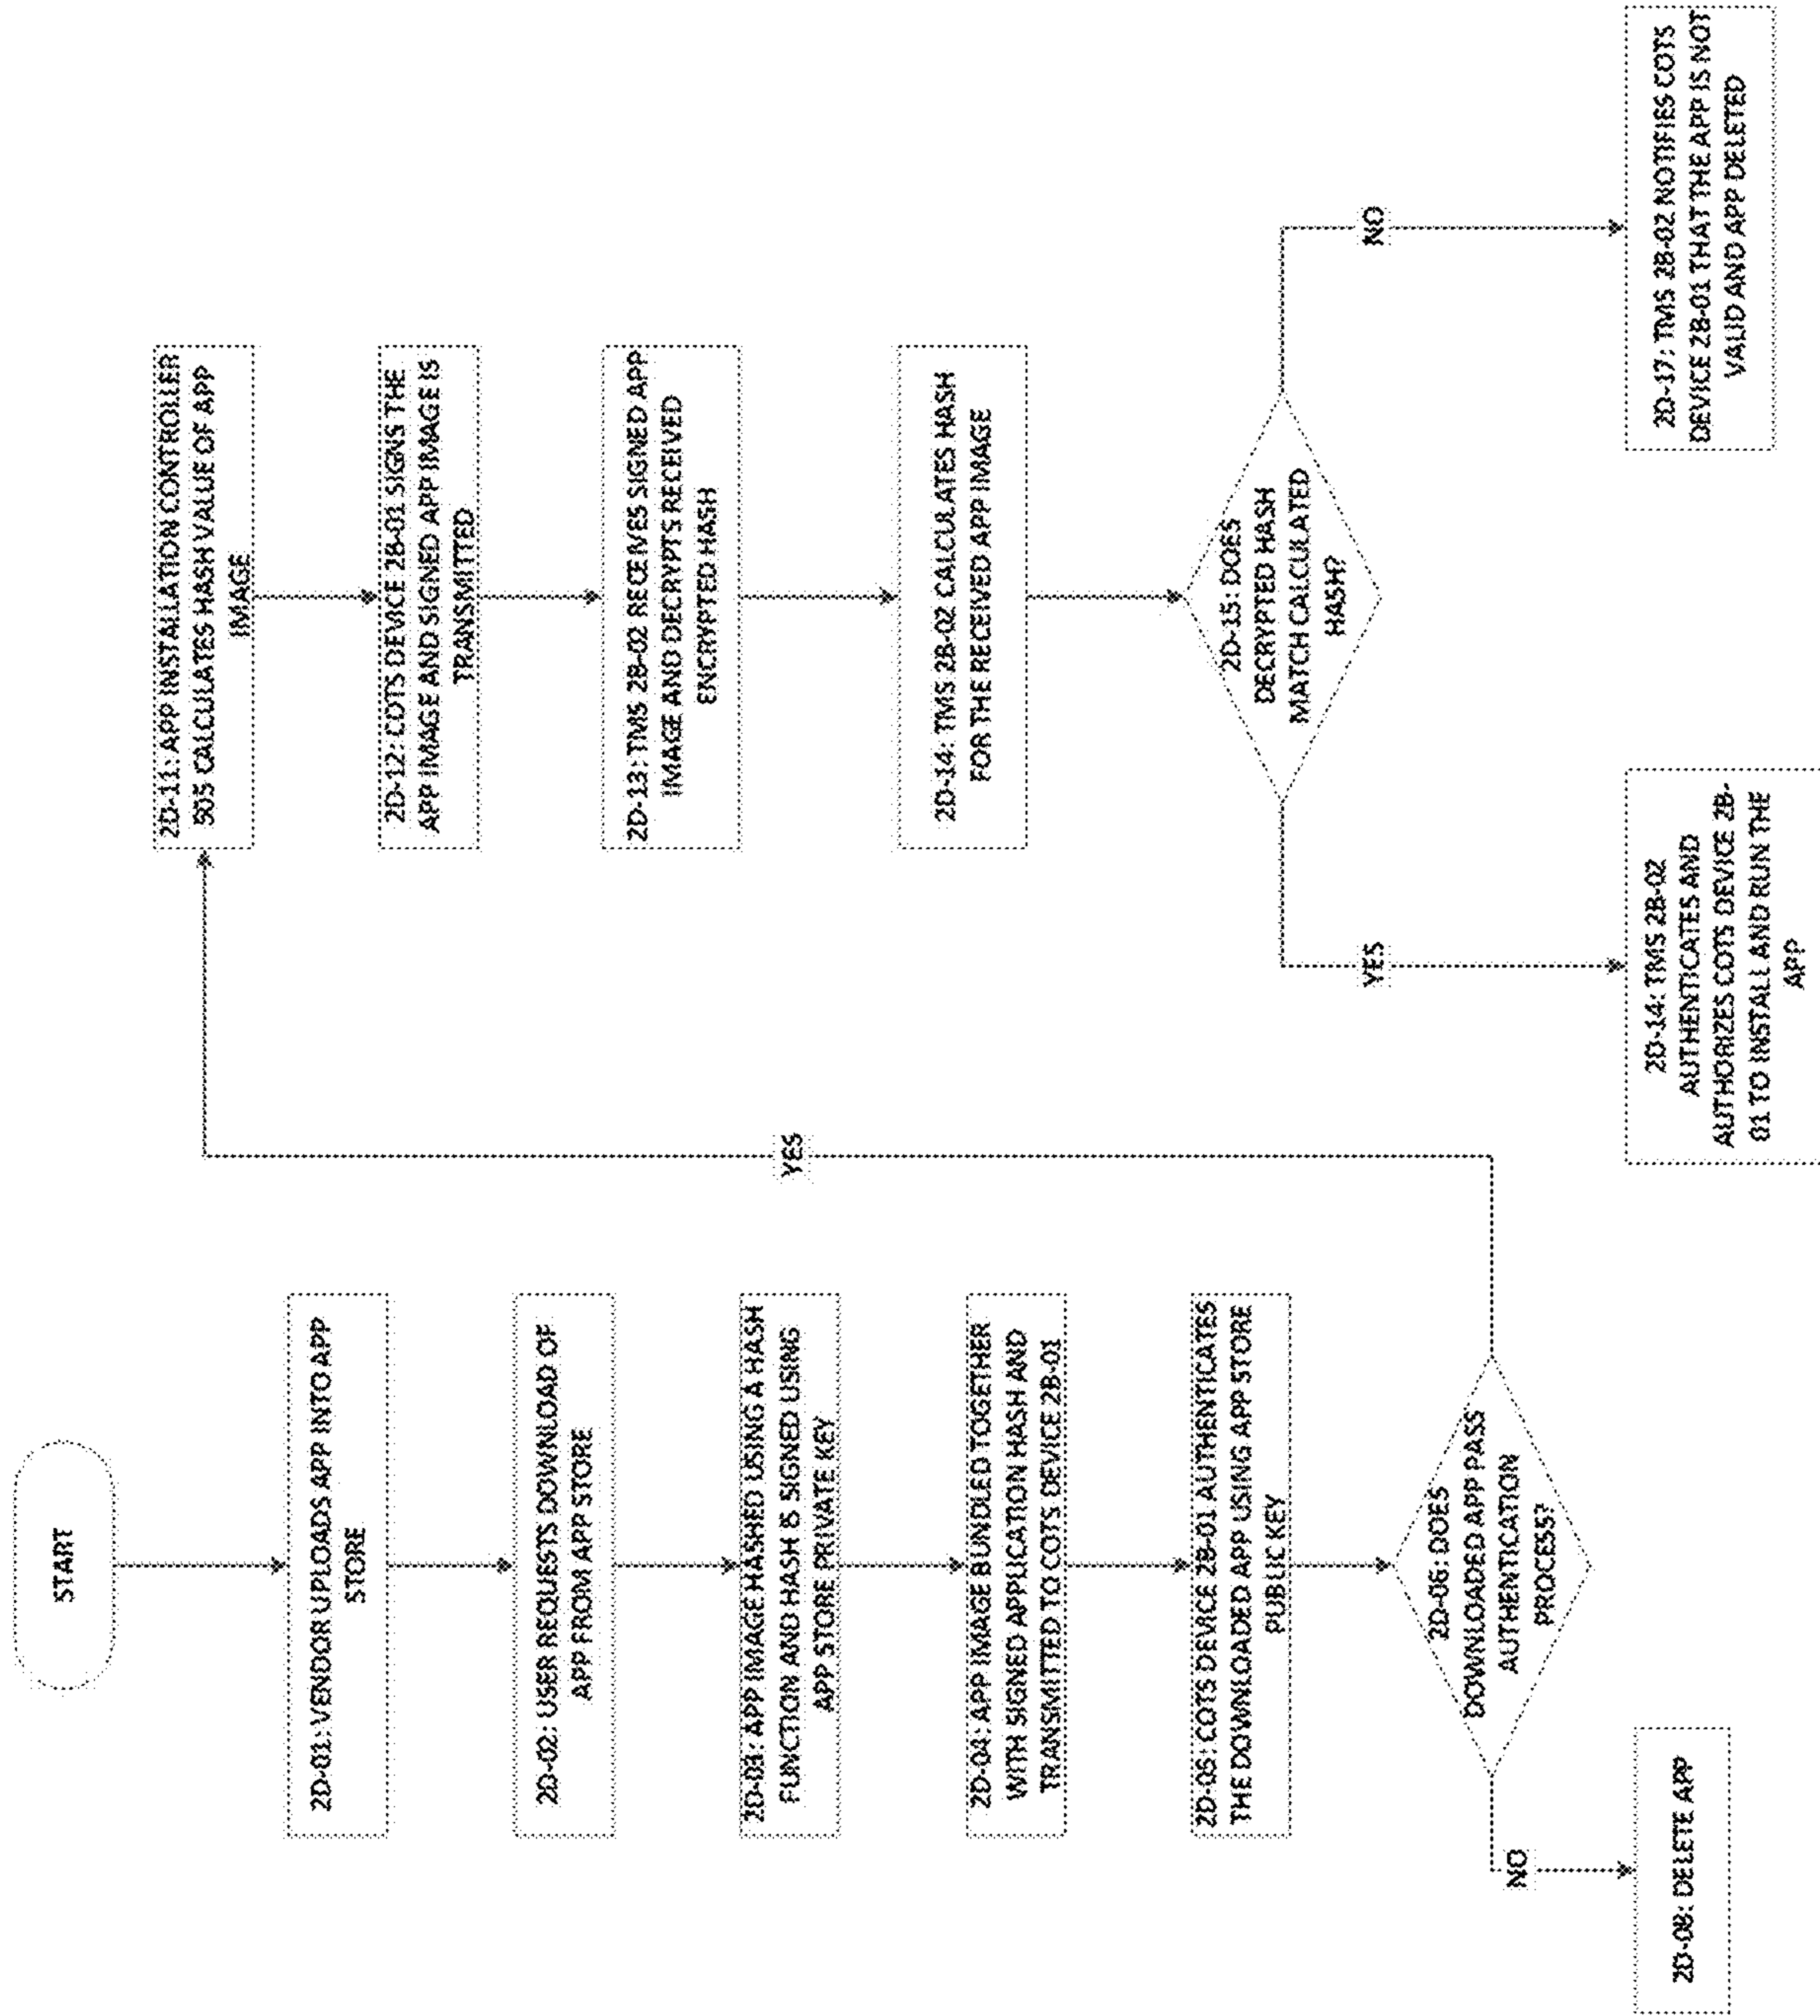 START
2D-01: VENDOR UPLOADS APP INTO APP
STORE
2D-02: USER REQUESTS DOWNLOAD OF
APP FROM APP STORE
2D-03: APP IMAGE HASHED USING A HASH
FUNCTION AND HASH IS SIGNED USING
APP STORE PRIVATE KEY
2D-04: APP IMAGE BUNDLED TOGETHER
WITH SIGNED APPLICATION HASH AND
TRANSMITTED TO COTS DEVICE 2B-01
2D-05: COTS DEVICE 2B-01 AUTHENTICATES
THE DOWNLOADED APP USING APP STORE
PUBLIC KEY
2D-06: DOES
DOWNLOADED APP PASS
AUTHENTICATION
PROCESS?
NO
2D-08: DELETE APP
YES
2D-11: APP INSTALLATION CONTROLLER
505 CALCULATES HASH VALUE OF APP
IMAGE
2D-12: COTS DEVICE 2B-01 SIGNS THE
APP IMAGE AND SIGNED APP IMAGE IS
TRANSMITTED
2D-13: TMS 2B-02 RECEIVES SIGNED APP
IMAGE AND DECRYPTS RECEIVED
ENCRYPTED HASH
2D-14: TMS 2B-02 CALCULATES HASH
FOR THE RECEIVED APP IMAGE
2D-15: DOES
DECRYPTED HASH
MATCH CALCULATED
HASH?
YES
2D-14: TMS 2B-02
AUTHENTICATES AND
AUTHORIZES COTS DEVICE 2B-
01 TO INSTALL AND RUN THE
APP
NO
2D-17: TMS 2B-02 NOTIFIES COTS
DEVICE 2B-01 THAT THE APP IS NOT
VALID AND APP DELETED